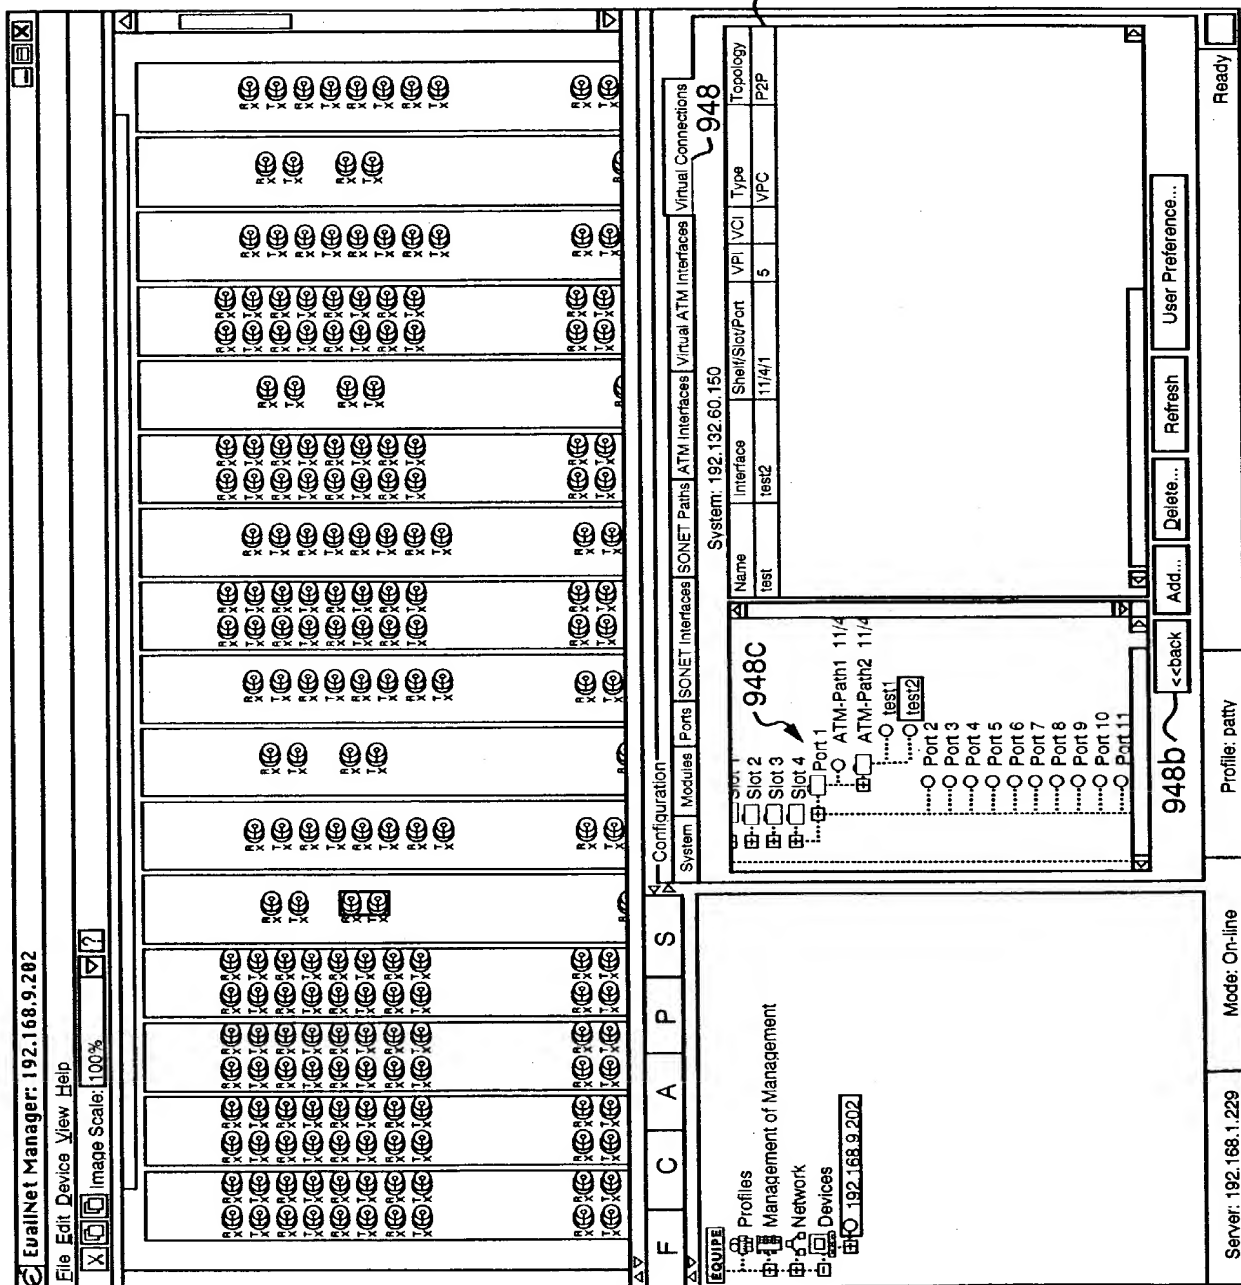 EvailNet Manager: 192.168.9.202
File Edit Device View Help
Image Scale: 100%
F C A P S
EQUIPE
Profiles
Management of Management
Network
Devices
192.168.9.202
Configuration
System Modules Ports SONET Interfaces SONET Paths ATM Interfaces Virtual ATM Interfaces Virtual Connections
948
System: 192.132.60.150
948C
Slot 1
Slot 2
Slot 3
Slot 4
Port 1
ATM-Path1 11/4
ATM-Path2 11/4
test1
test2
Port 2
Port 3
Port 4
Port 5
Port 6
Port 7
Port 8
Port 9
Port 10
Port 11
Name Interface Shelf/Slot/Port VPI VCI Type Topology
test test2 11/4/1 5 VPC P2P
948b
<<back Add... Delete... Refresh User Preference...
Server: 192.168.1.229 Mode: On-line Profile: patty Ready